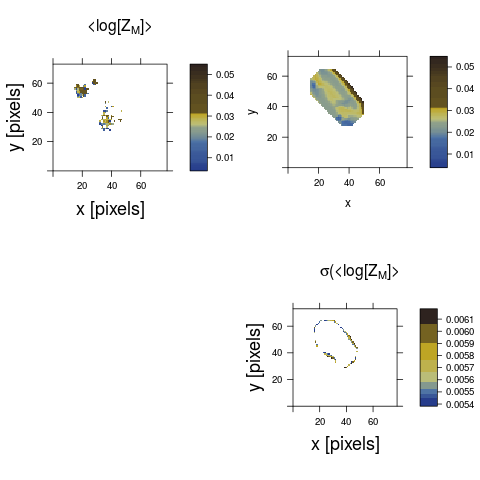 <log[Z_M]>
60
40
20
y [pixels]
20 40 60
x [pixels]
0.05
0.04
0.03
0.02
0.01
60
40
20
y
20 40 60
x
0.05
0.04
0.03
0.02
0.01
σ(<log[Z_M]>
60
40
20
y [pixels]
20 40 60
x [pixels]
0.0061
0.0060
0.0059
0.0058
0.0057
0.0056
0.0055
0.0054